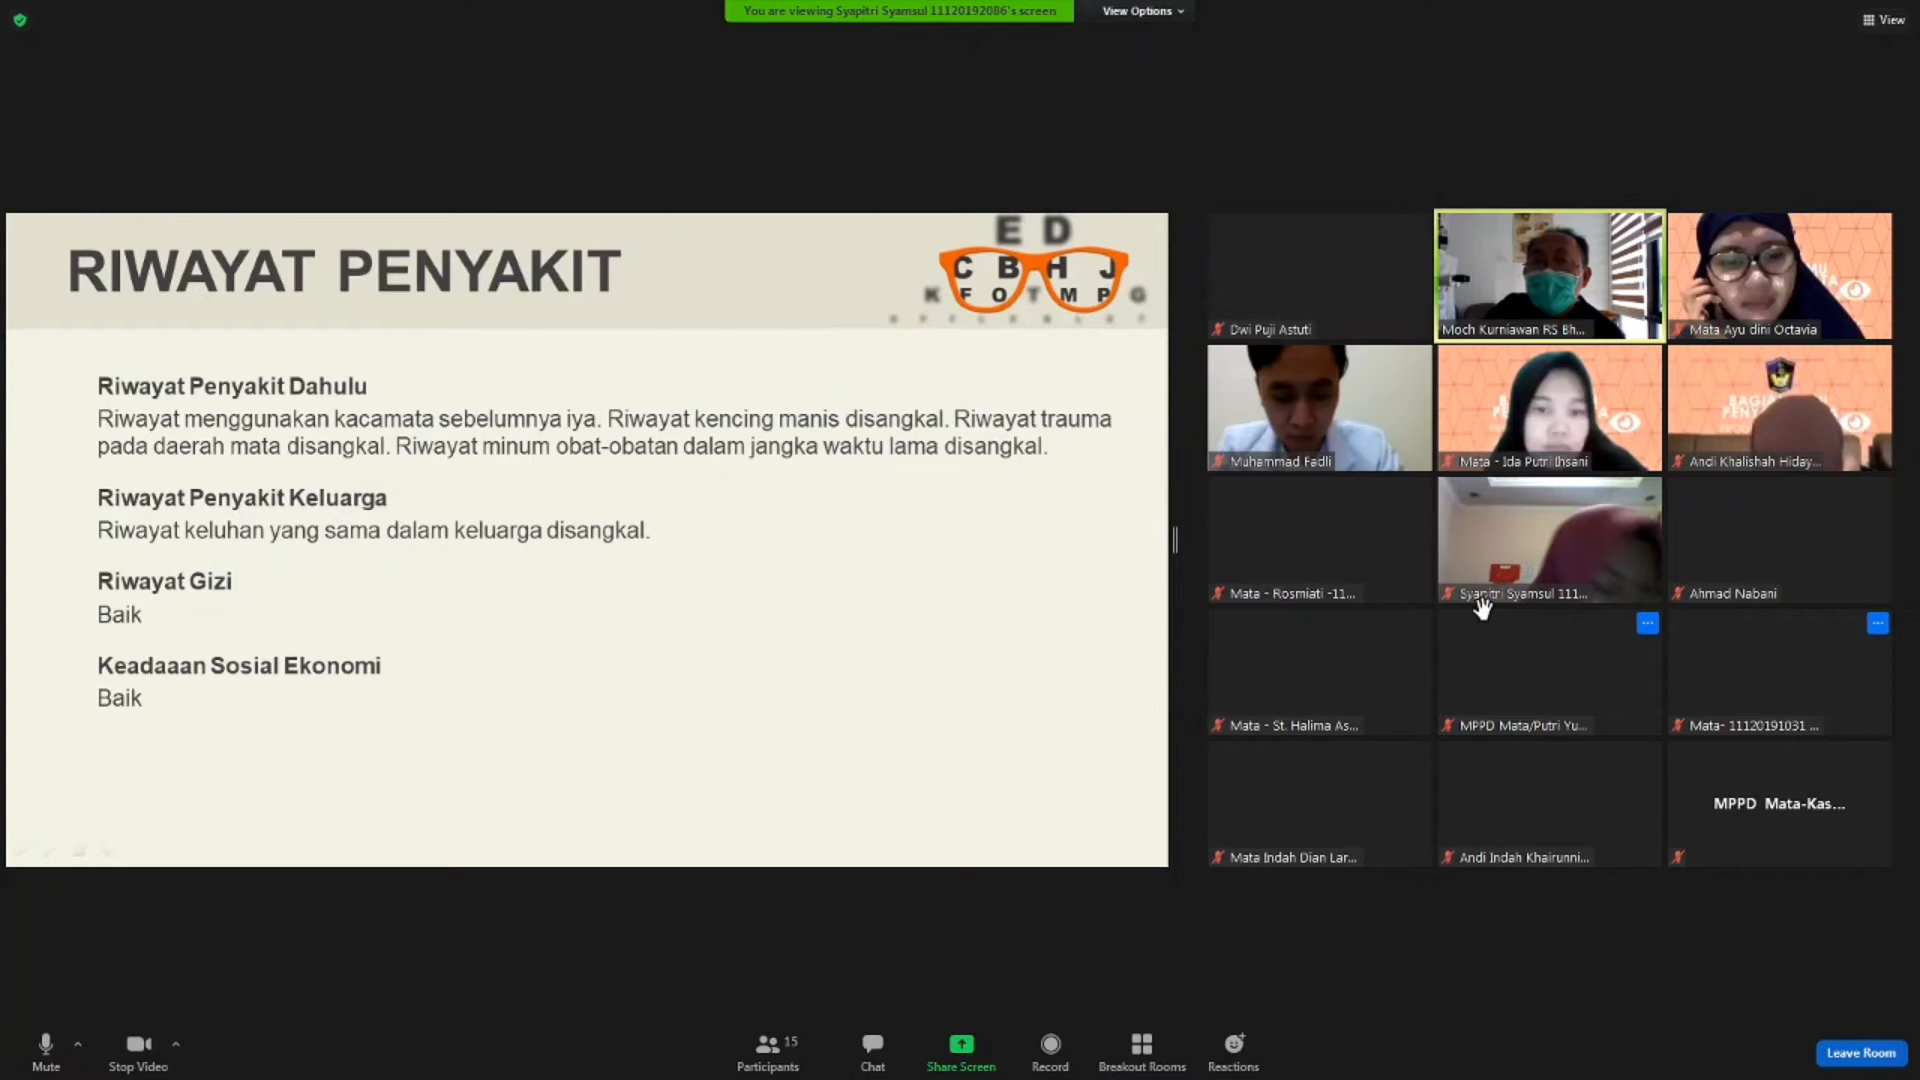 You are viewing Syapitri Syamsul 11120192086's screen
View Options
View
RIWAYAT PENYAKIT
E D
C B H J
K F O T M P G
Riwayat Penyakit Dahulu
Riwayat menggunakan kacamata sebelumnya iya. Riwayat kencing manis disangkal. Riwayat trauma
pada daerah mata disangkal. Riwayat minum obat-obatan dalam jangka waktu lama disangkal.
Riwayat Penyakit Keluarga
Riwayat keluhan yang sama dalam keluarga disangkal.
Riwayat Gizi
Baik
Keadaaan Sosial Ekonomi
Baik
Dwi Puji Astuti
Moch Kurniawan RS Bh...
Mata Ayu dini Octavia
Muhammad Fadli
Mata - Ida Putri Ihsani
Andi Khalishah Hiday...
Mata - Rosmiati -11...
Syapitri Syamsul 111...
Ahmad Nabani
Mata - St. Halima As...
MPPD Mata/Putri Yu...
Mata- 11120191031 ...
Mata Indah Dian Lar...
Andi Indah Khairunni...
MPPD Mata-Kas...
Mute
Stop Video
15
Participants
Chat
Share Screen
Record
Breakout Rooms
Reactions
Leave Room